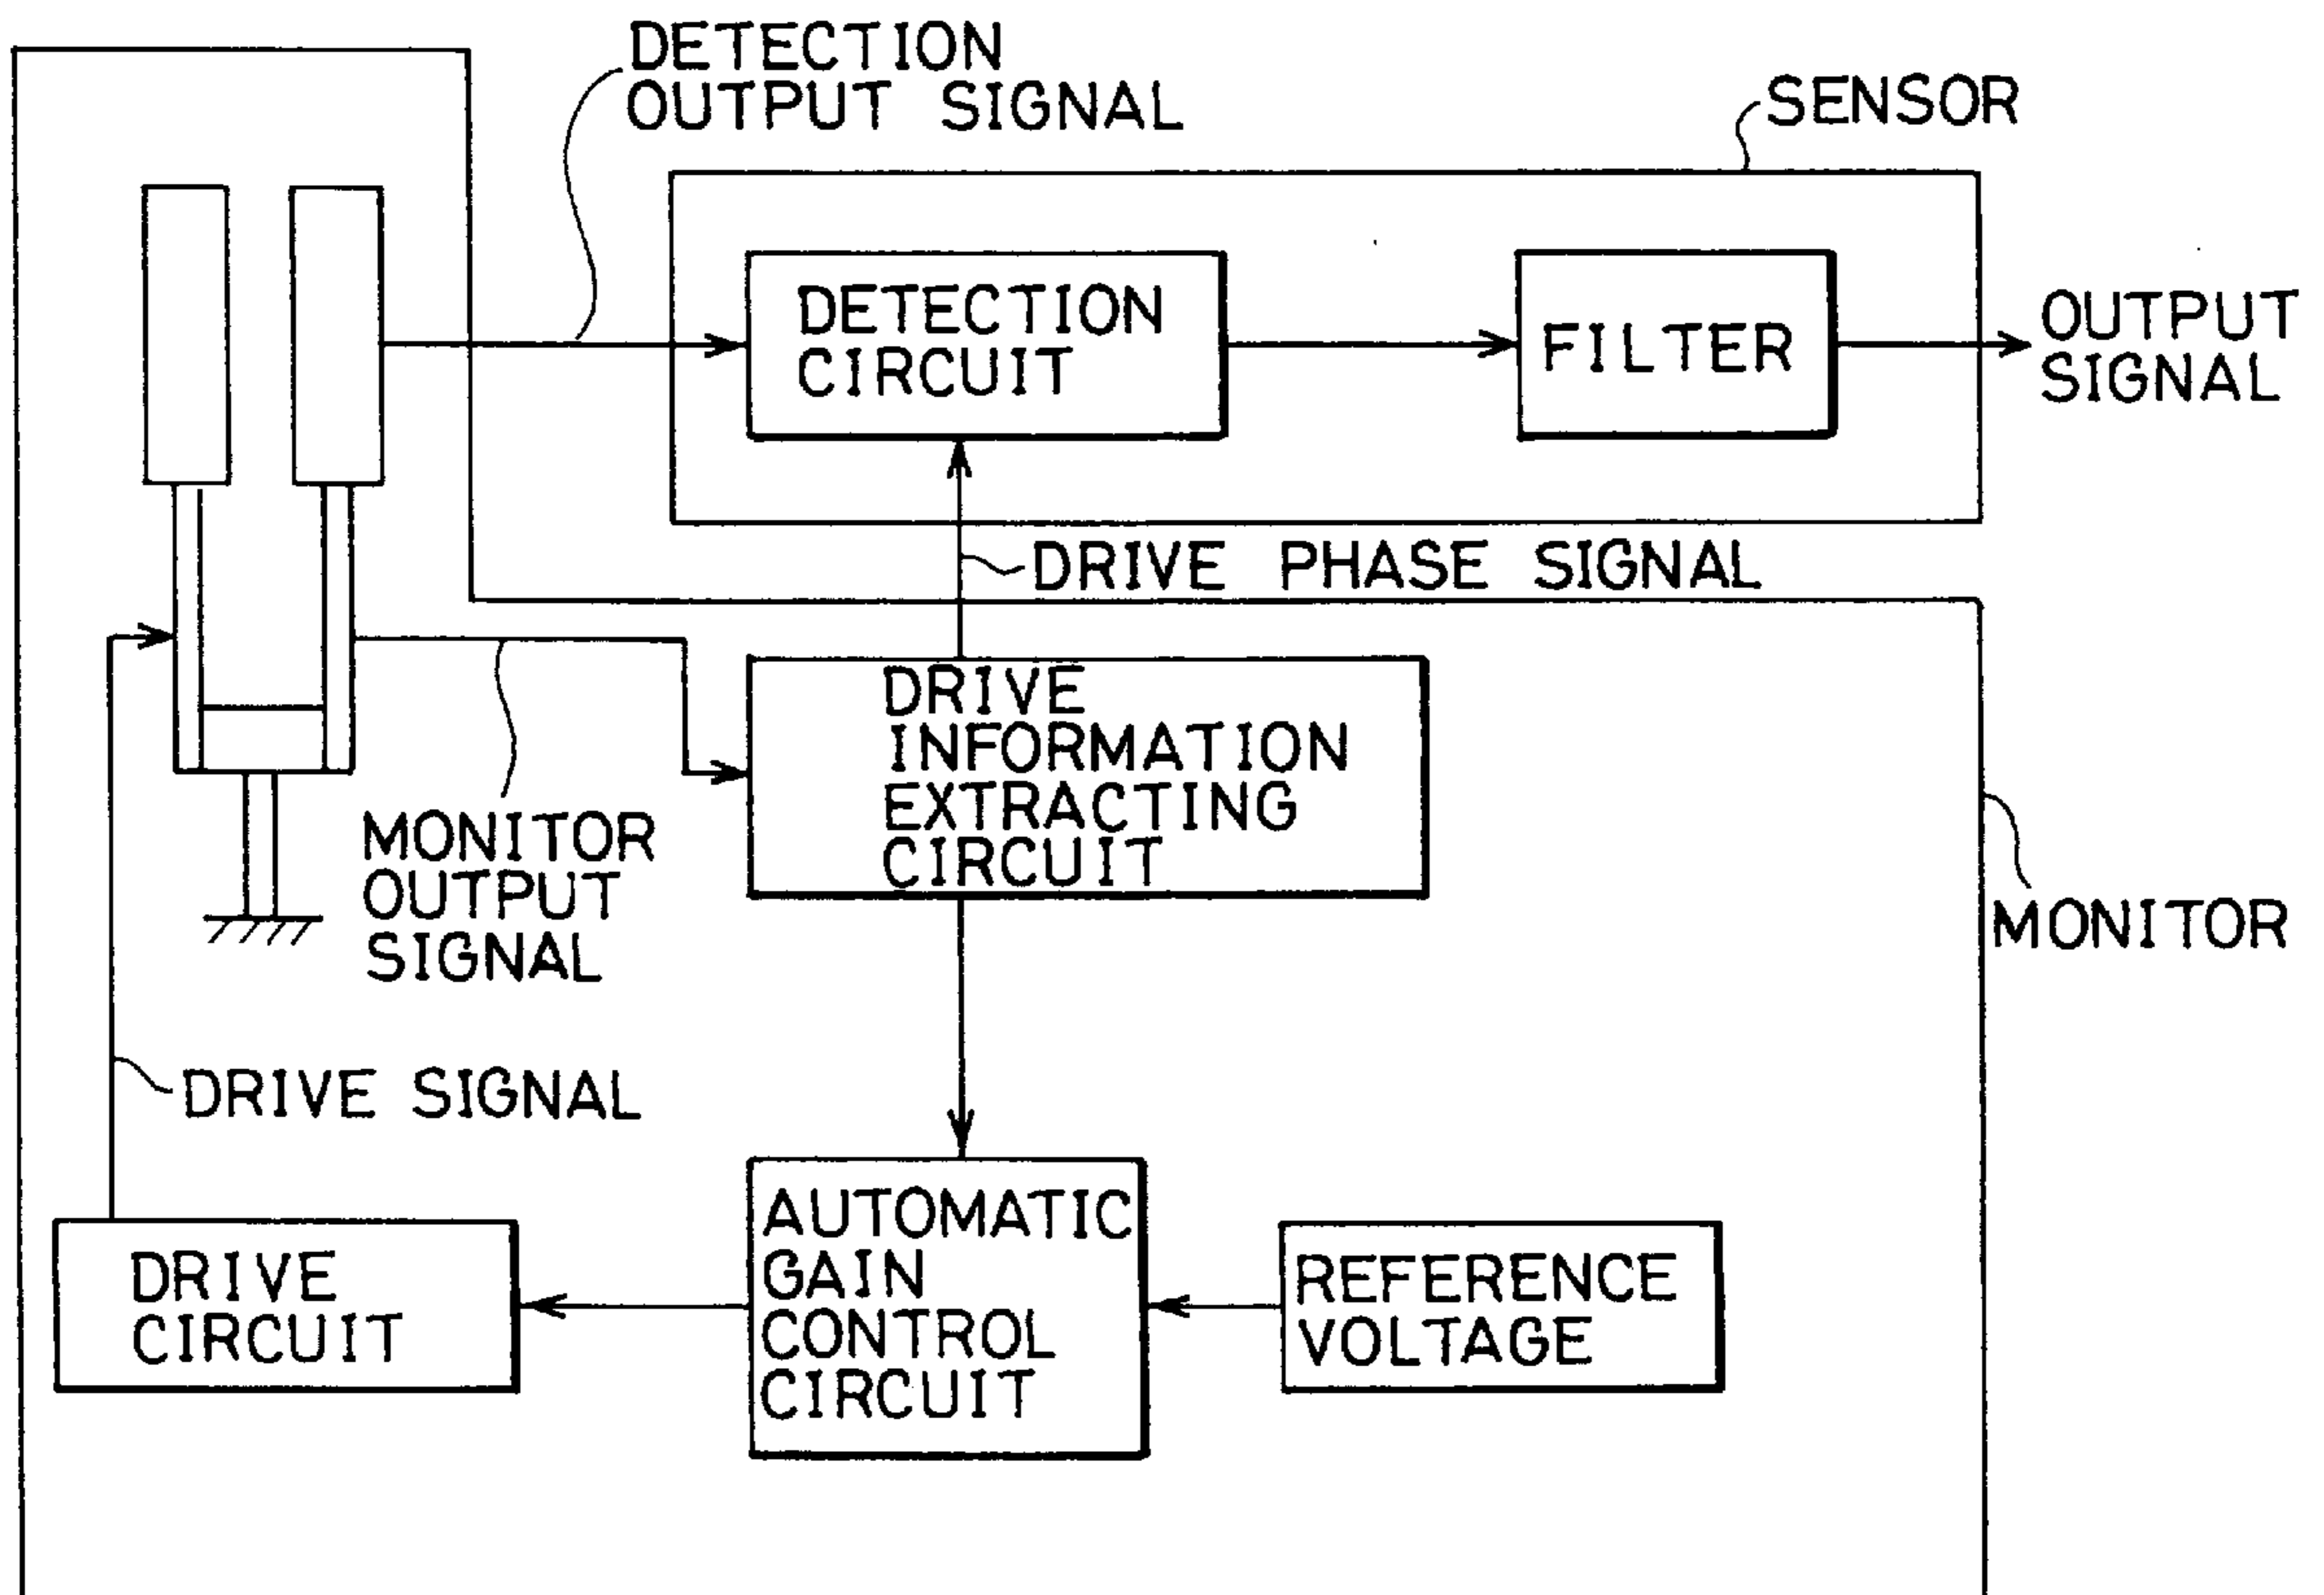 DETECTION
OUTPUT SIGNAL
SENSOR
DETECTION
CIRCUIT
FILTER
OUTPUT
SIGNAL
DRIVE PHASE SIGNAL
DRIVE
INFORMATION
EXTRACTING
CIRCUIT
MONITOR
OUTPUT
SIGNAL
MONITOR
DRIVE SIGNAL
DRIVE
CIRCUIT
AUTOMATIC
GAIN
CONTROL
CIRCUIT
REFERENCE
VOLTAGE